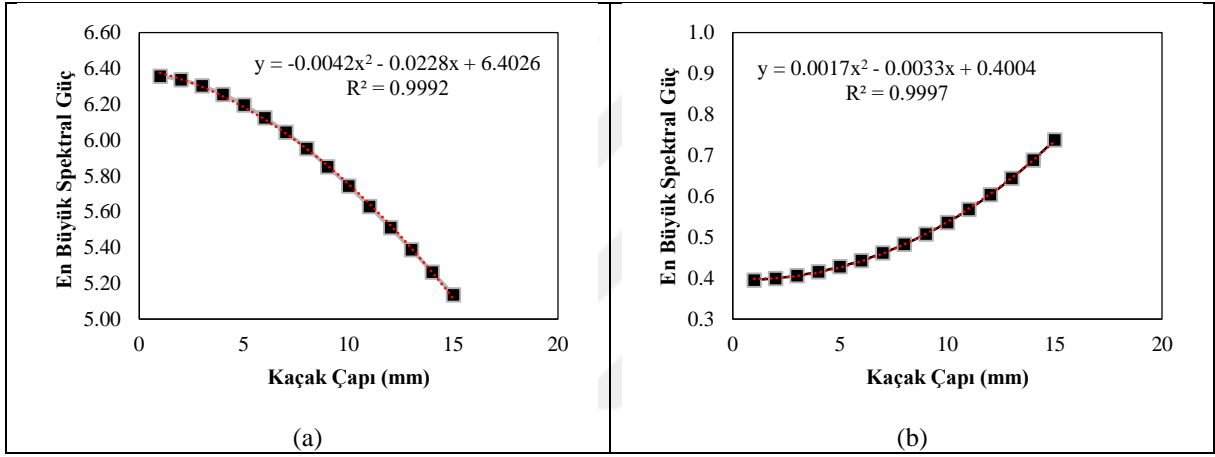 6.60
6.40
6.20
6.00
5.80
5.60
5.40
5.20
5.00
En Büyük Spektral Güç
y = -0.0042x² - 0.0228x + 6.4026
R² = 0.9992
0 5 10 15 20
Kaçak Çapı (mm)
(a)
1.0
0.9
0.8
0.7
0.6
0.5
0.4
0.3
En Büyük Spektral Güç
y = 0.0017x² - 0.0033x + 0.4004
R² = 0.9997
0 5 10 15 20
Kaçak Çapı (mm)
(b)